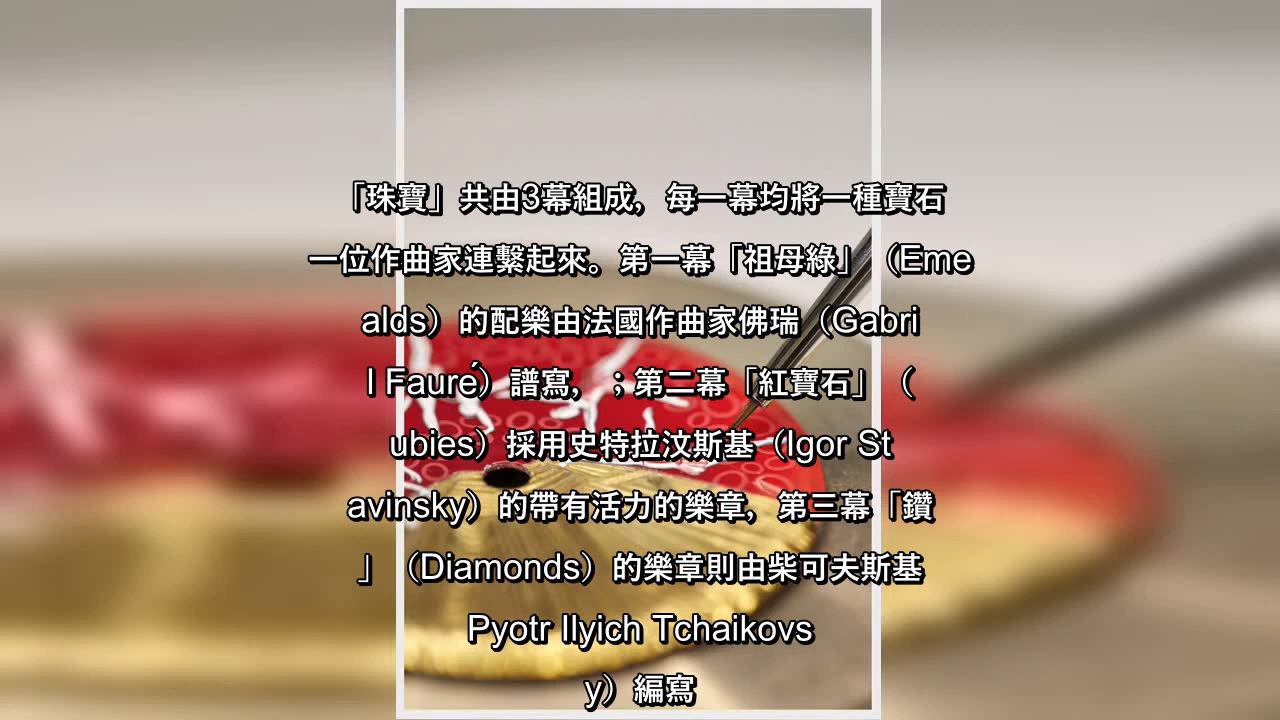 「珠寶」共由3幕組成，每一幕均將一種寶石
一位作曲家連繫起來。第一幕「祖母綠」（Eme
alds）的配樂由法國作曲家佛瑞（Gabri
l Fauré）譜寫，；第二幕「紅寶石」（
ubies）採用史特拉汶斯基（Igor St
avinsky）的帶有活力的樂章，第三幕「鑽
」（Diamonds）的樂章則由柴可夫斯基
Pyotr Ilyich Tchaikovs
y）編寫